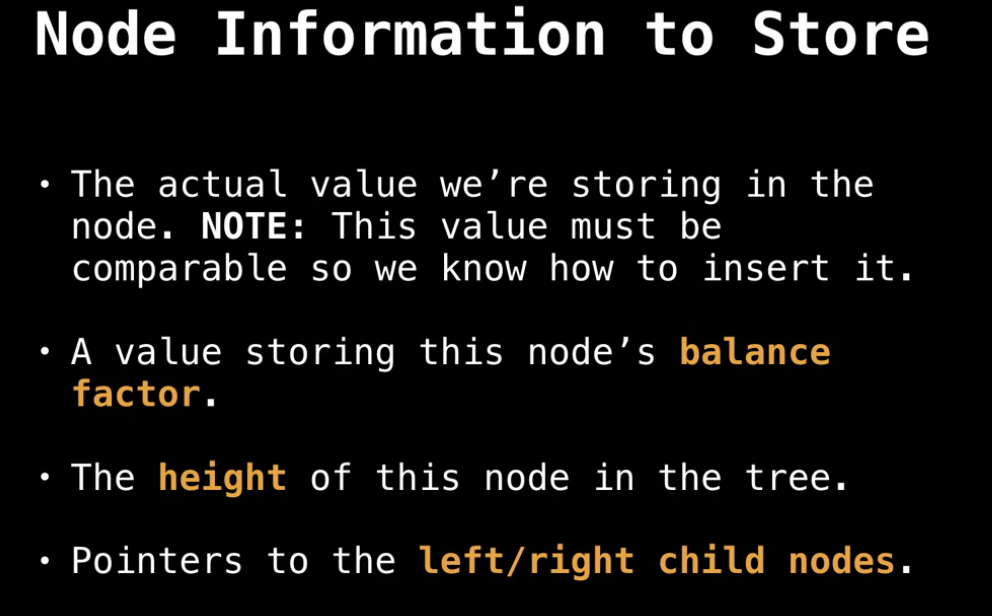 Node Information to Store
• The actual value we’re storing in the
node. NOTE: This value must be
comparable so we know how to insert it.
• A value storing this node’s balance
factor.
• The height of this node in the tree.
• Pointers to the left/right child nodes.